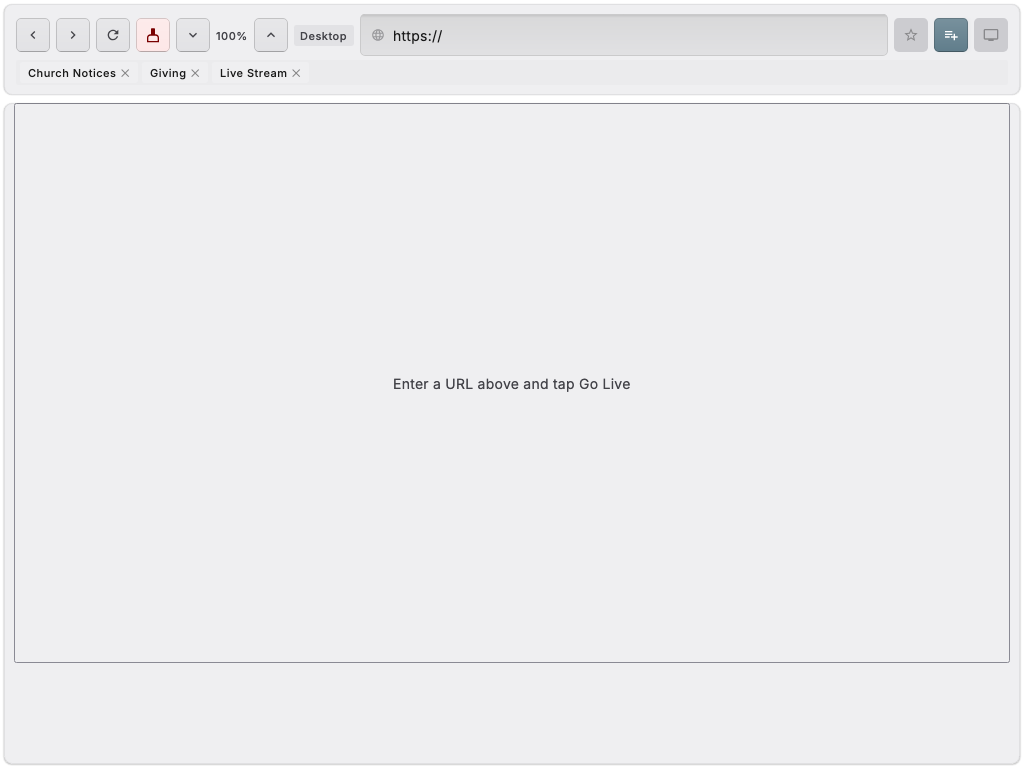 100%
Desktop
https://
Church Notices
Giving
Live Stream
Enter a URL above and tap Go Live